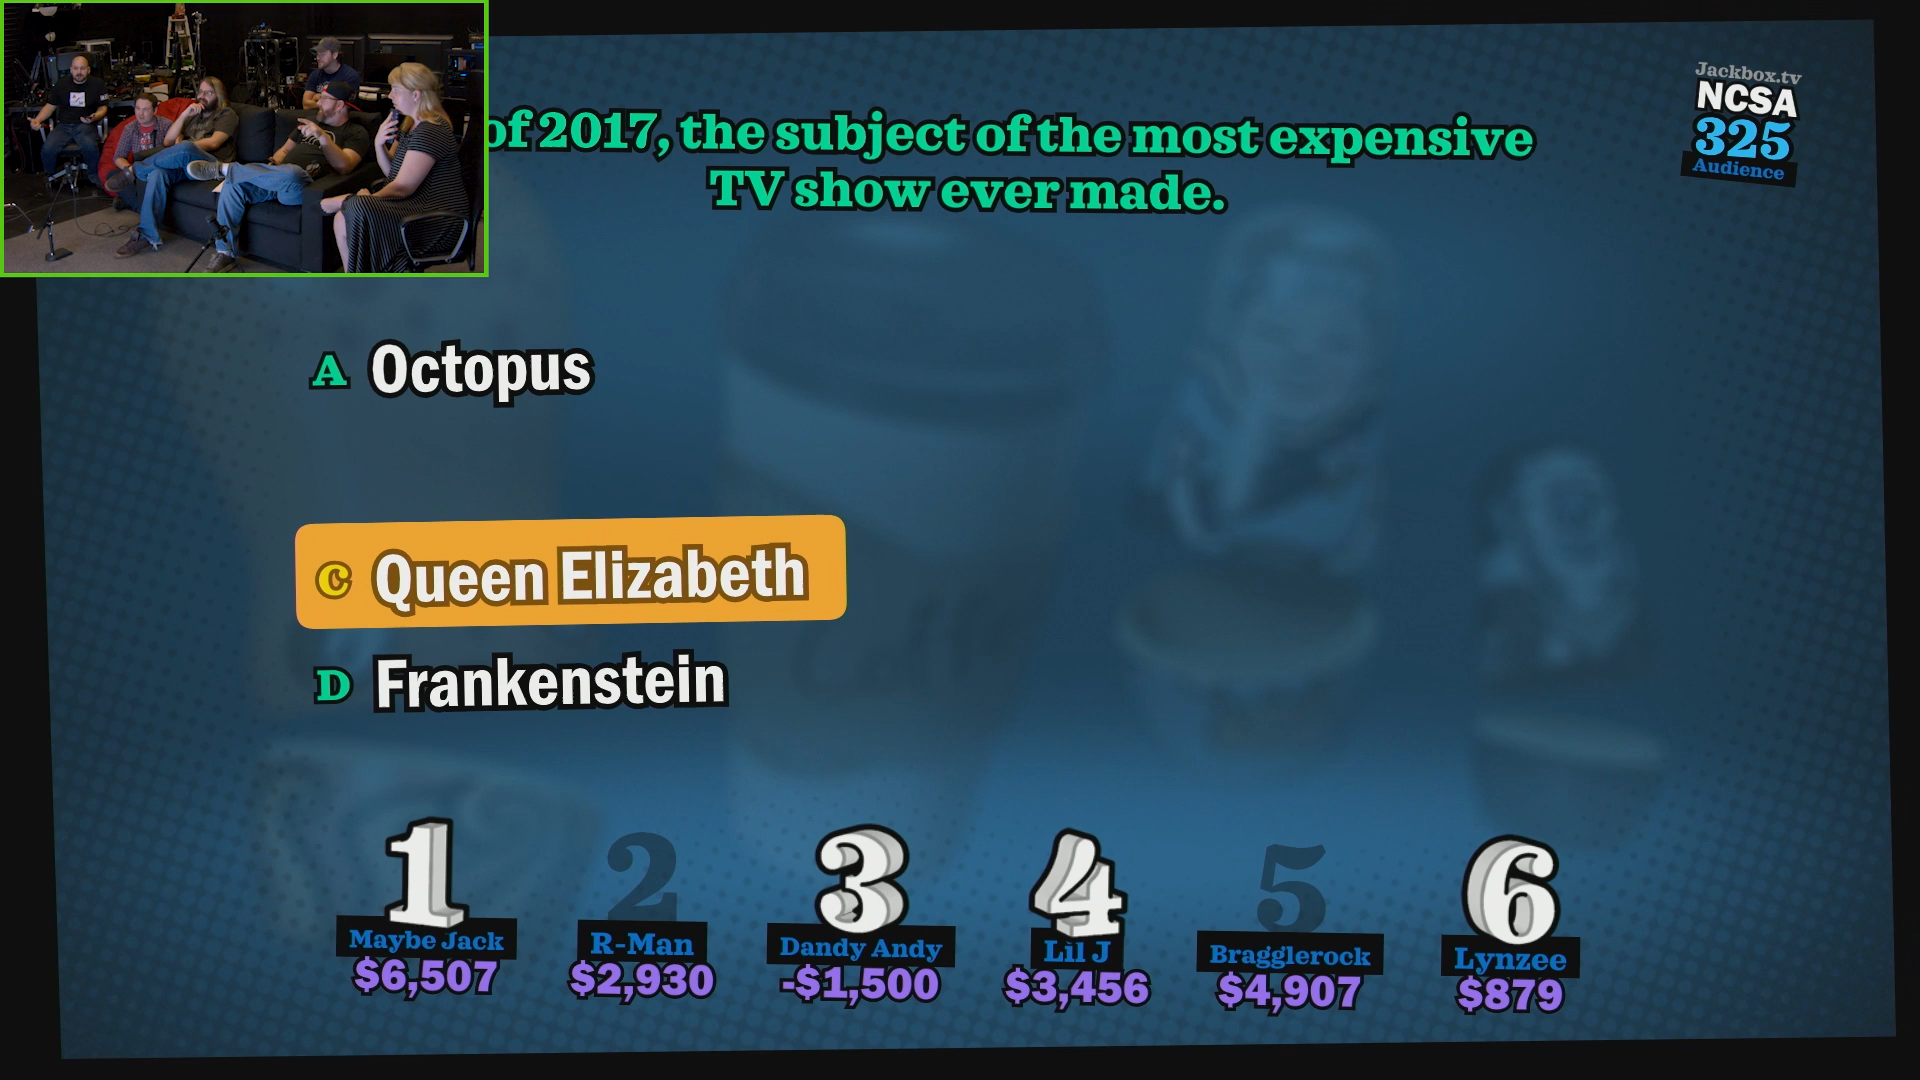 Jackbox.tv
NCSA
325
Audience
of 2017, the subject of the most expensive
TV show ever made.
A Octopus
C Queen Elizabeth
D Frankenstein
1 2 3 4 5 6
Maybe Jack R-Man Dandy Andy Lil J Bragglerock Lynzee
$6,507 $2,930 -$1,500 $3,456 $4,907 $879